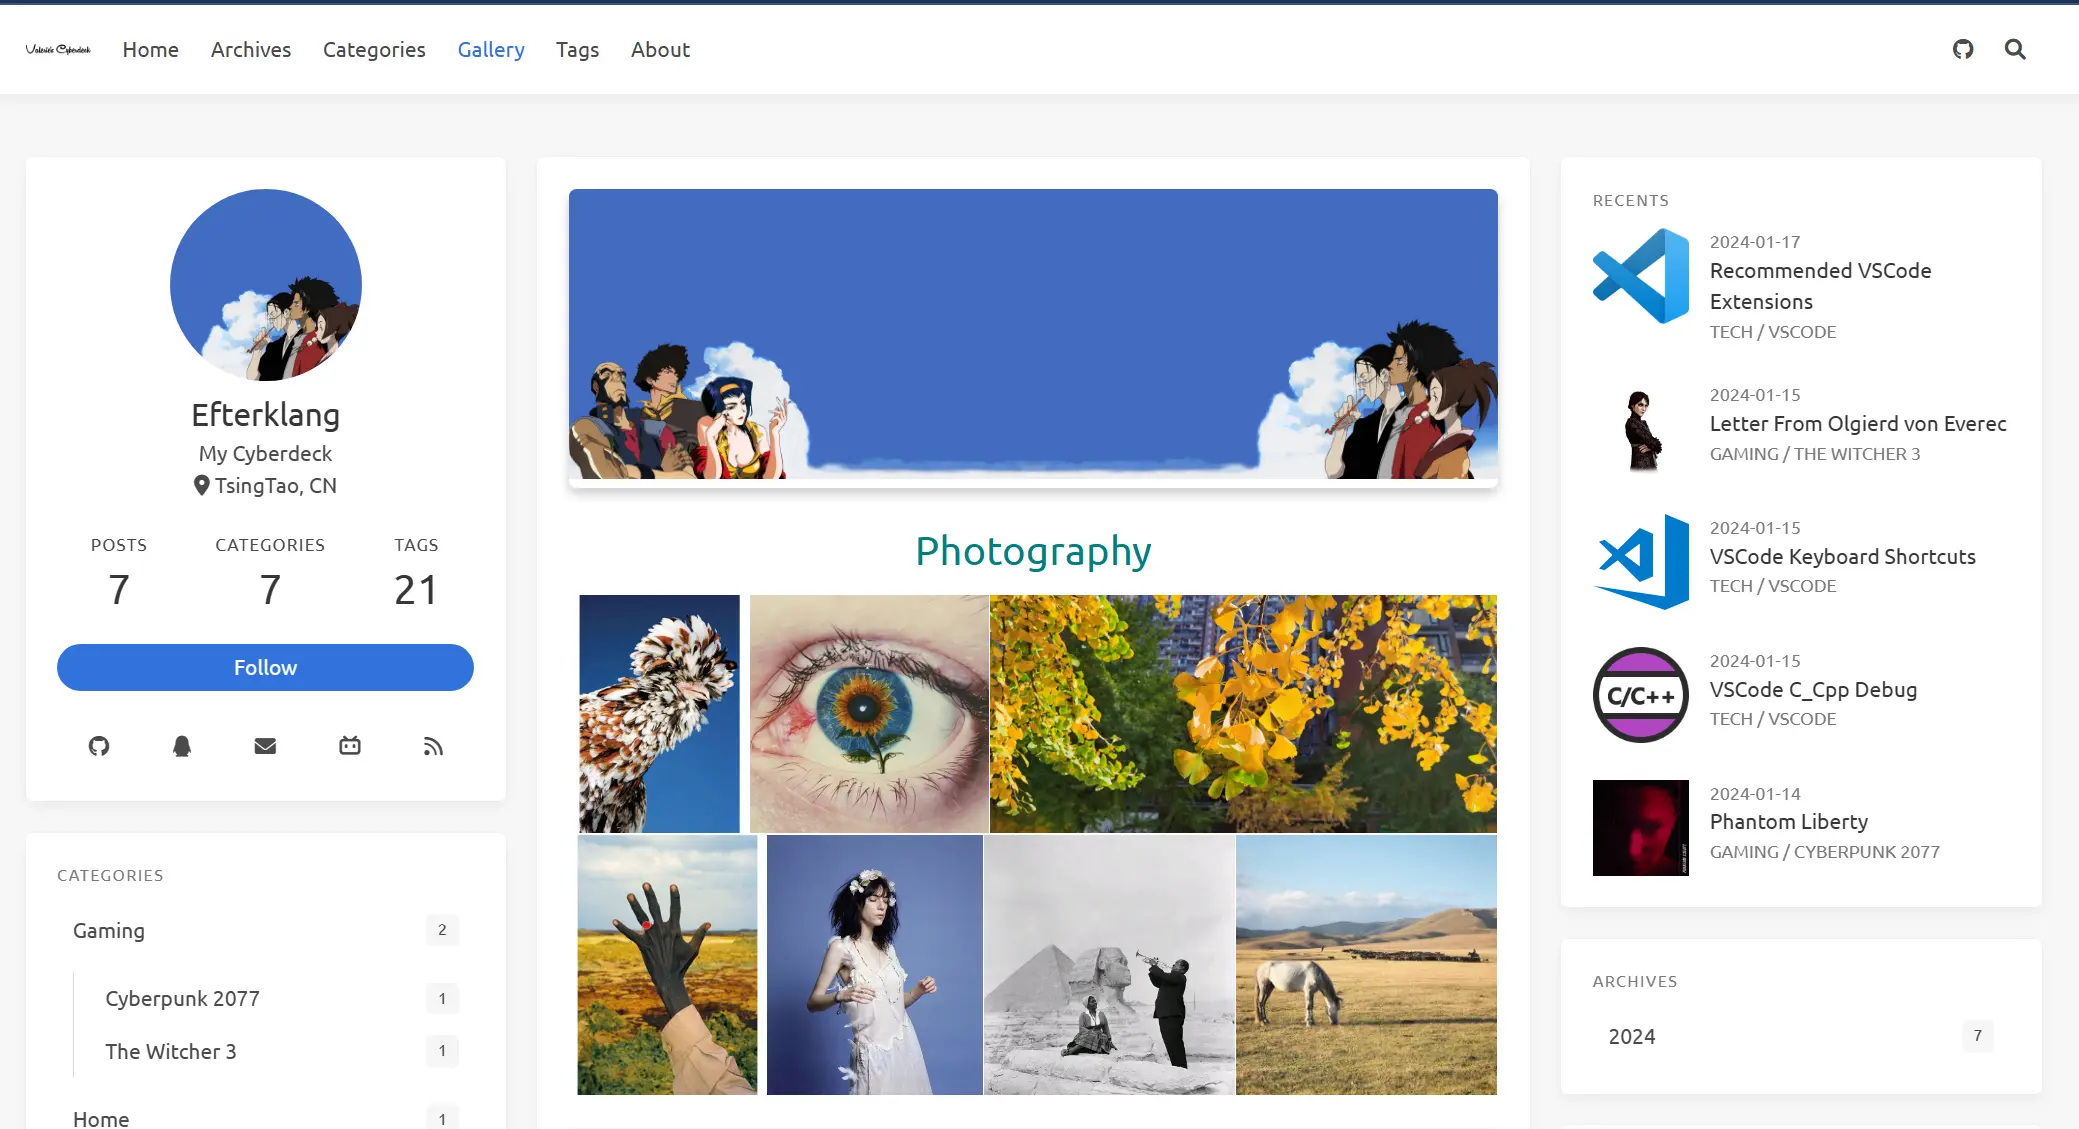 Valerie's Cyberdeck
Home
Archives
Categories
Gallery
Tags
About
Efterklang
My Cyberdeck
TsingTao, CN
POSTS
CATEGORIES
TAGS
7
7
21
Follow
CATEGORIES
Gaming
2
Cyberpunk 2077
1
The Witcher 3
1
Home
1
Photography
RECENTS
2024-01-17
Recommended VSCode
Extensions
TECH / VSCODE
2024-01-15
Letter From Olgierd von Everec
GAMING / THE WITCHER 3
2024-01-15
VSCode Keyboard Shortcuts
TECH / VSCODE
C/C++
2024-01-15
VSCode C_Cpp Debug
TECH / VSCODE
2024-01-14
Phantom Liberty
GAMING / CYBERPUNK 2077
ARCHIVES
2024
7